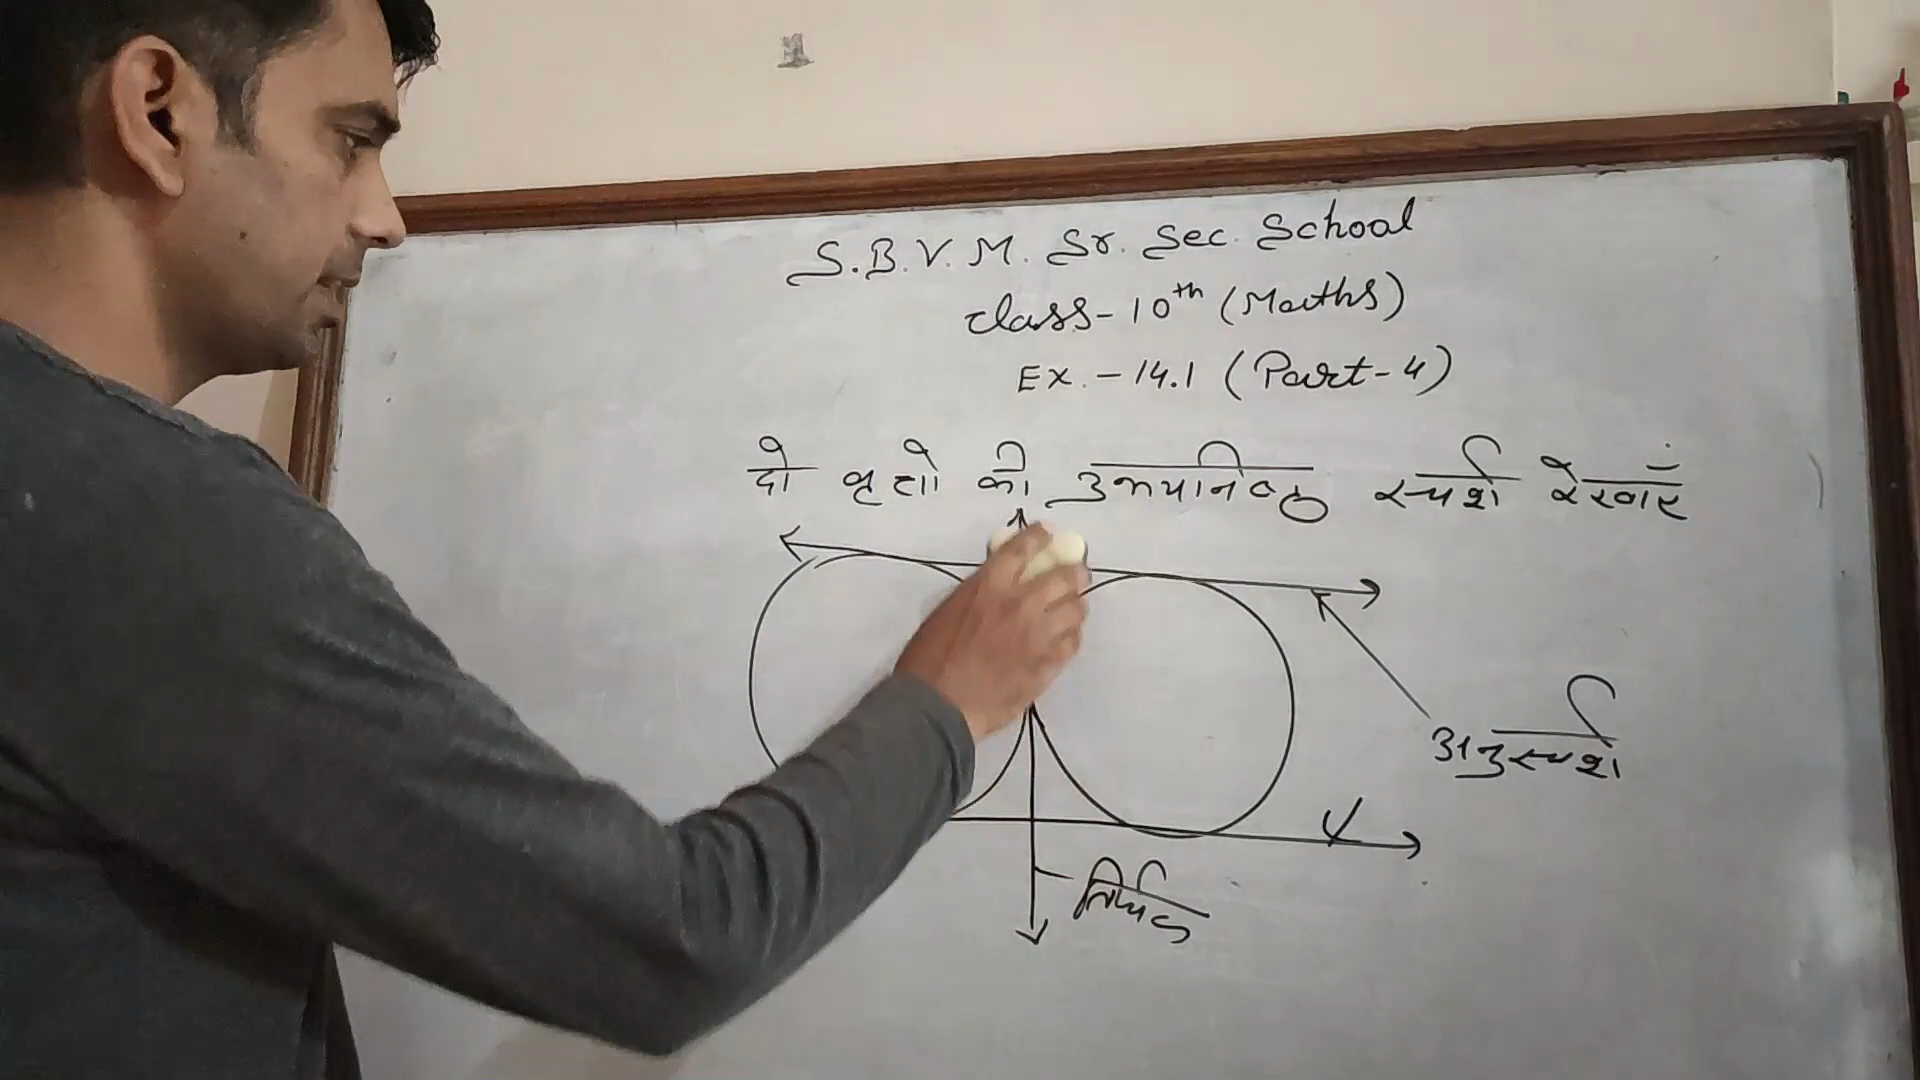 S.B.V.M. Sr. Sec. School
Class-10th (Maths)
Ex.-14.1 (Part-4)
दो वृत्तो की उभयनिष्ठ स्पर्श रेखाएं
अनुस्पर्श
तिर्यक